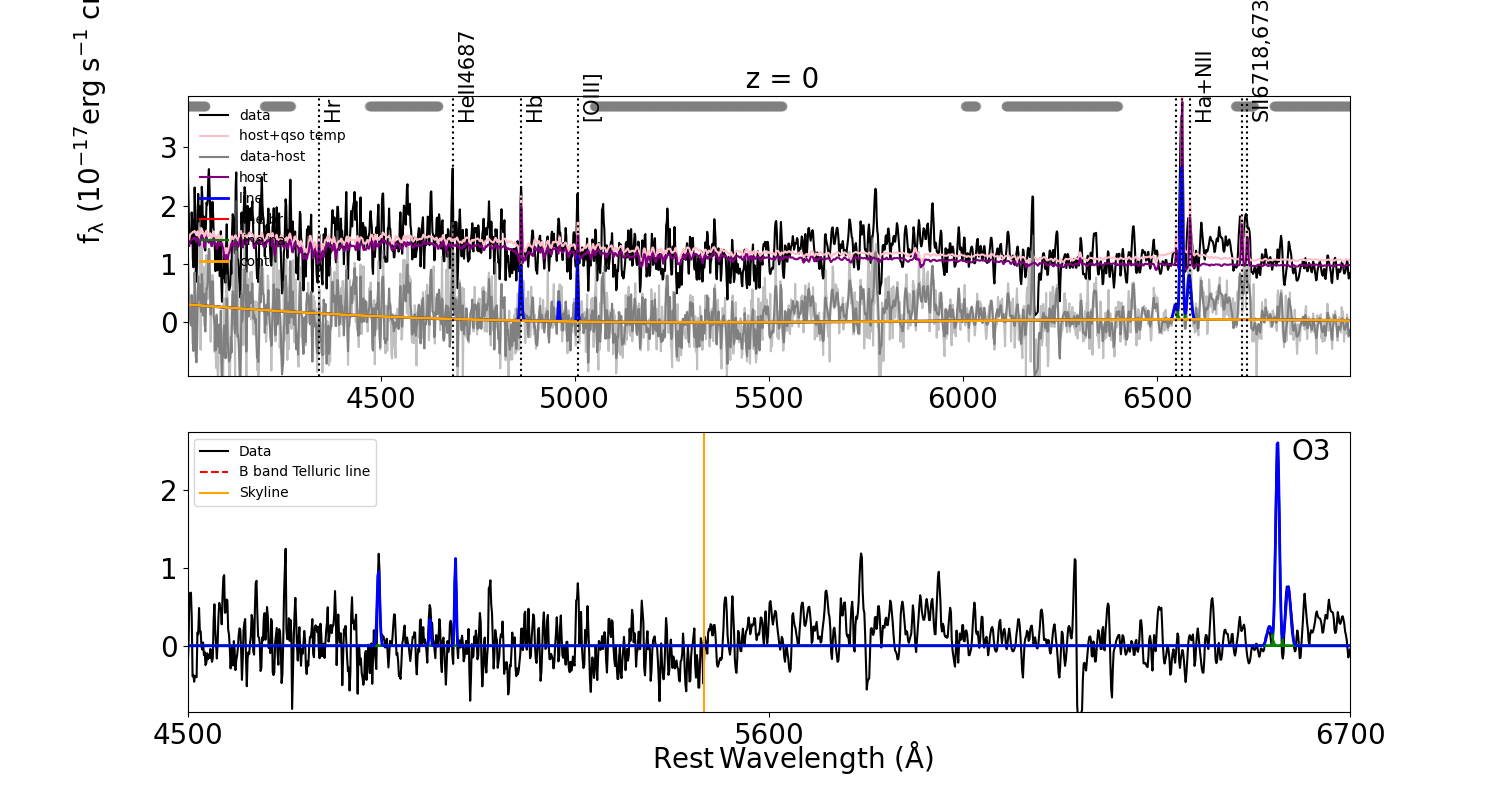 z = 0
f_λ (10⁻¹⁷erg s⁻¹ c
Hr
HeII4687
Hb
[OIII]
Ha+NII
SII6718,673
data
host+qso temp
data-host
host
line
cont
3
2
1
0
4500
5000
5500
6000
6500
Data
B band Telluric line
Skyline
O3
2
1
0
4500
5600
6700
Rest Wavelength (Å)